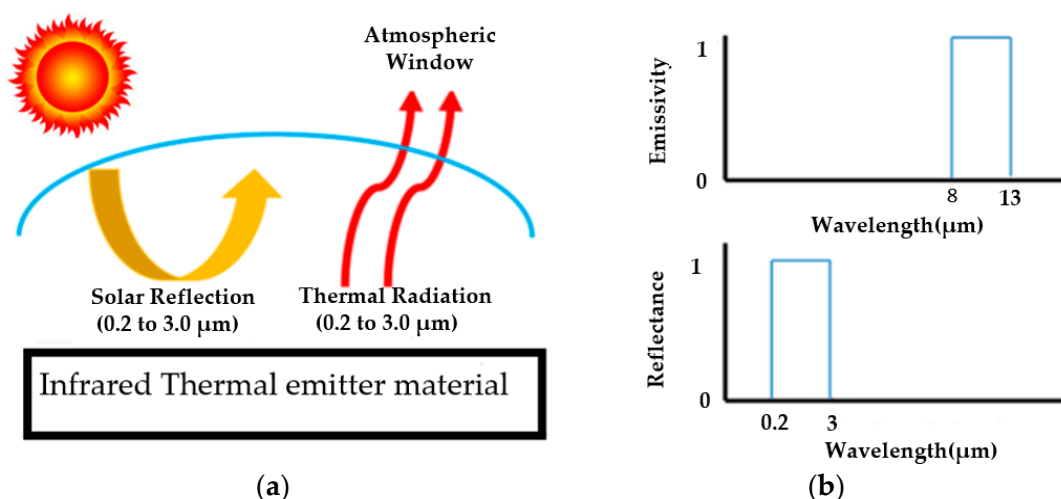 Atmospheric
Window
Solar Reflection
(0.2 to 3.0 μm)
Thermal Radiation
(0.2 to 3.0 μm)
Infrared Thermal emitter material
(a)
Emissivity
1
0
8
13
Wavelength(μm)
Reflectance
1
0
0.2
3
Wavelength(μm)
(b)